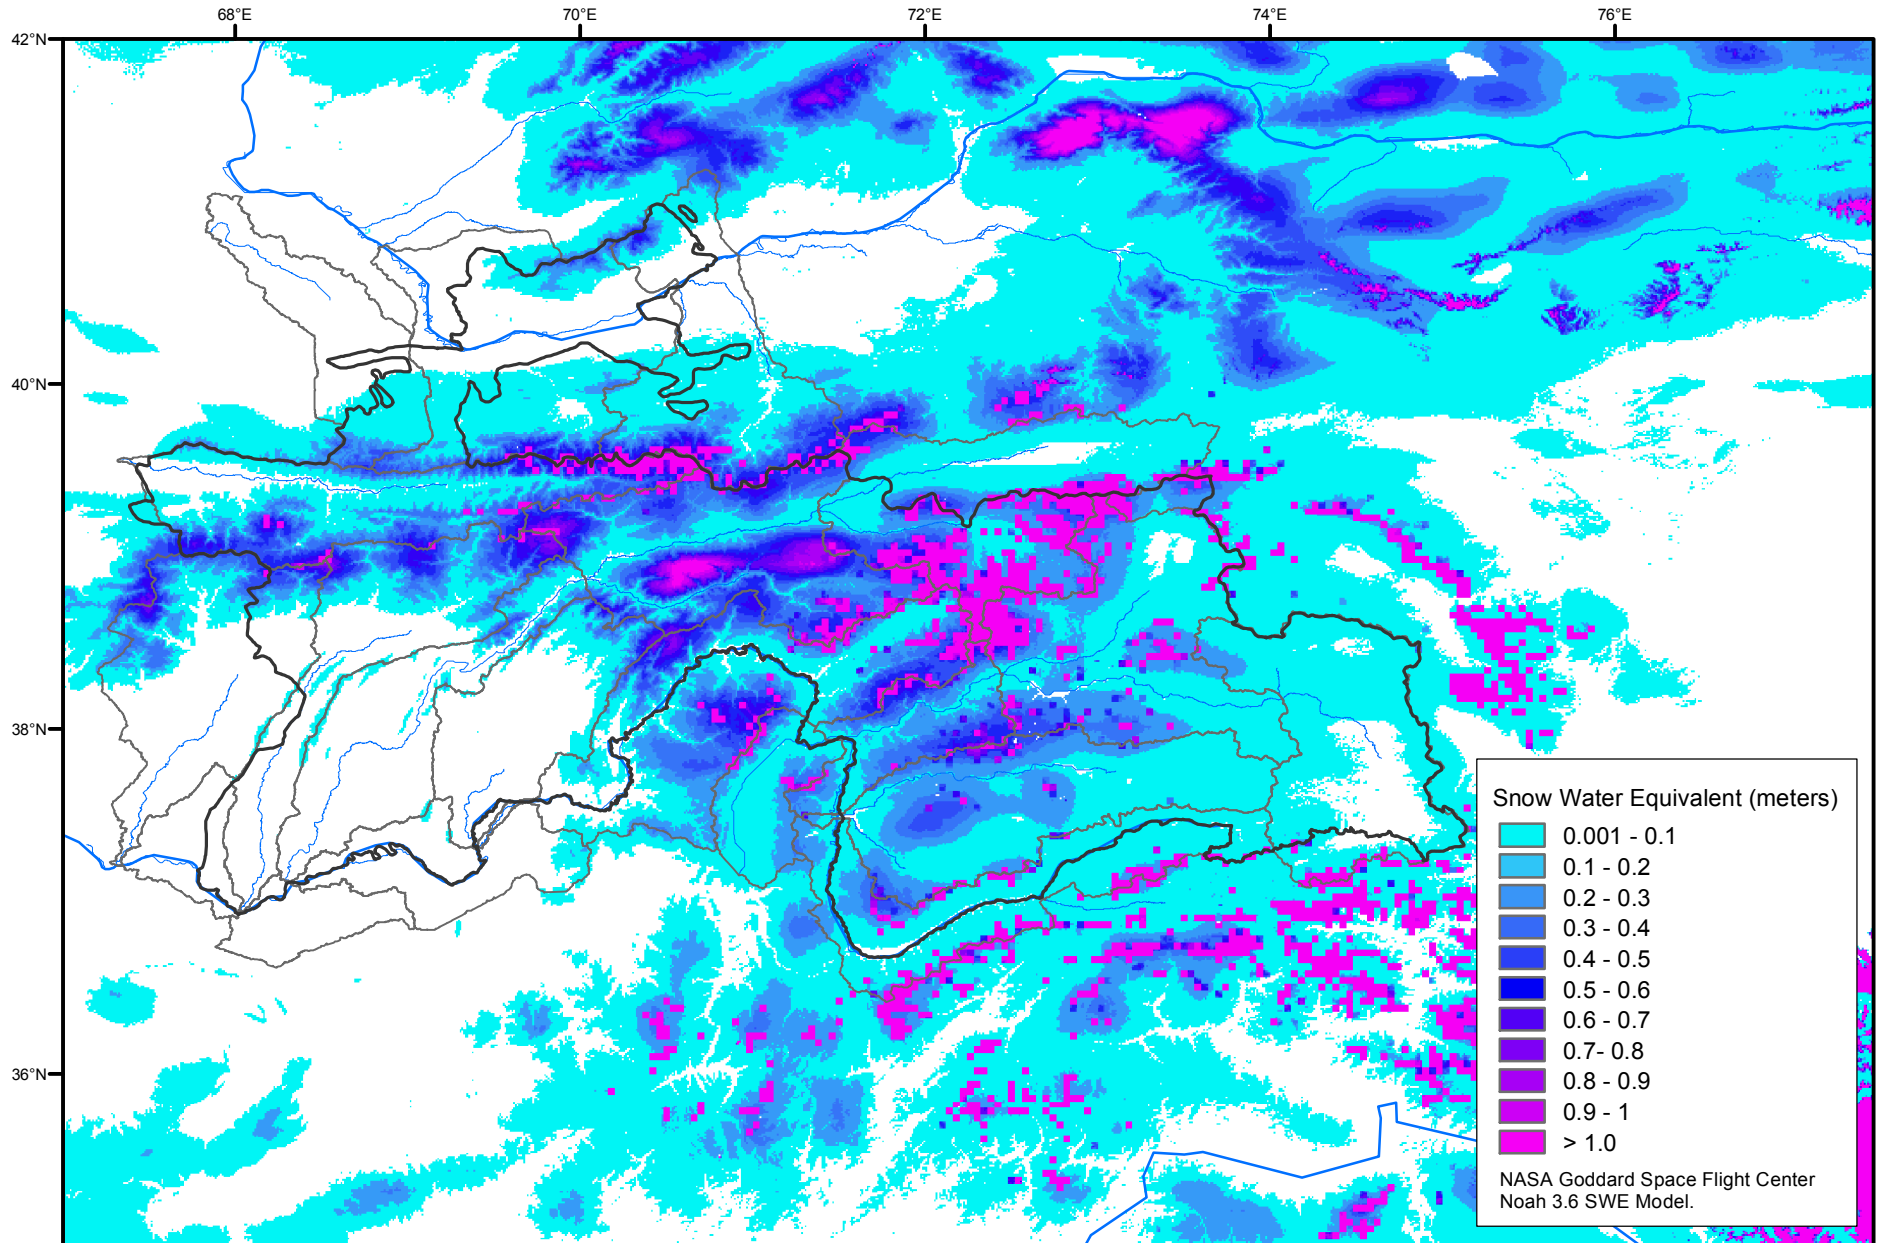 68°E 70°E 72°E 74°E 76°E
42°N
40°N
38°N
36°N
Snow Water Equivalent (meters)
0.001 - 0.1
0.1 - 0.2
0.2 - 0.3
0.3 - 0.4
0.4 - 0.5
0.5 - 0.6
0.6 - 0.7
0.7- 0.8
0.8 - 0.9
0.9 - 1
> 1.0
NASA Goddard Space Flight Center
Noah 3.6 SWE Model.